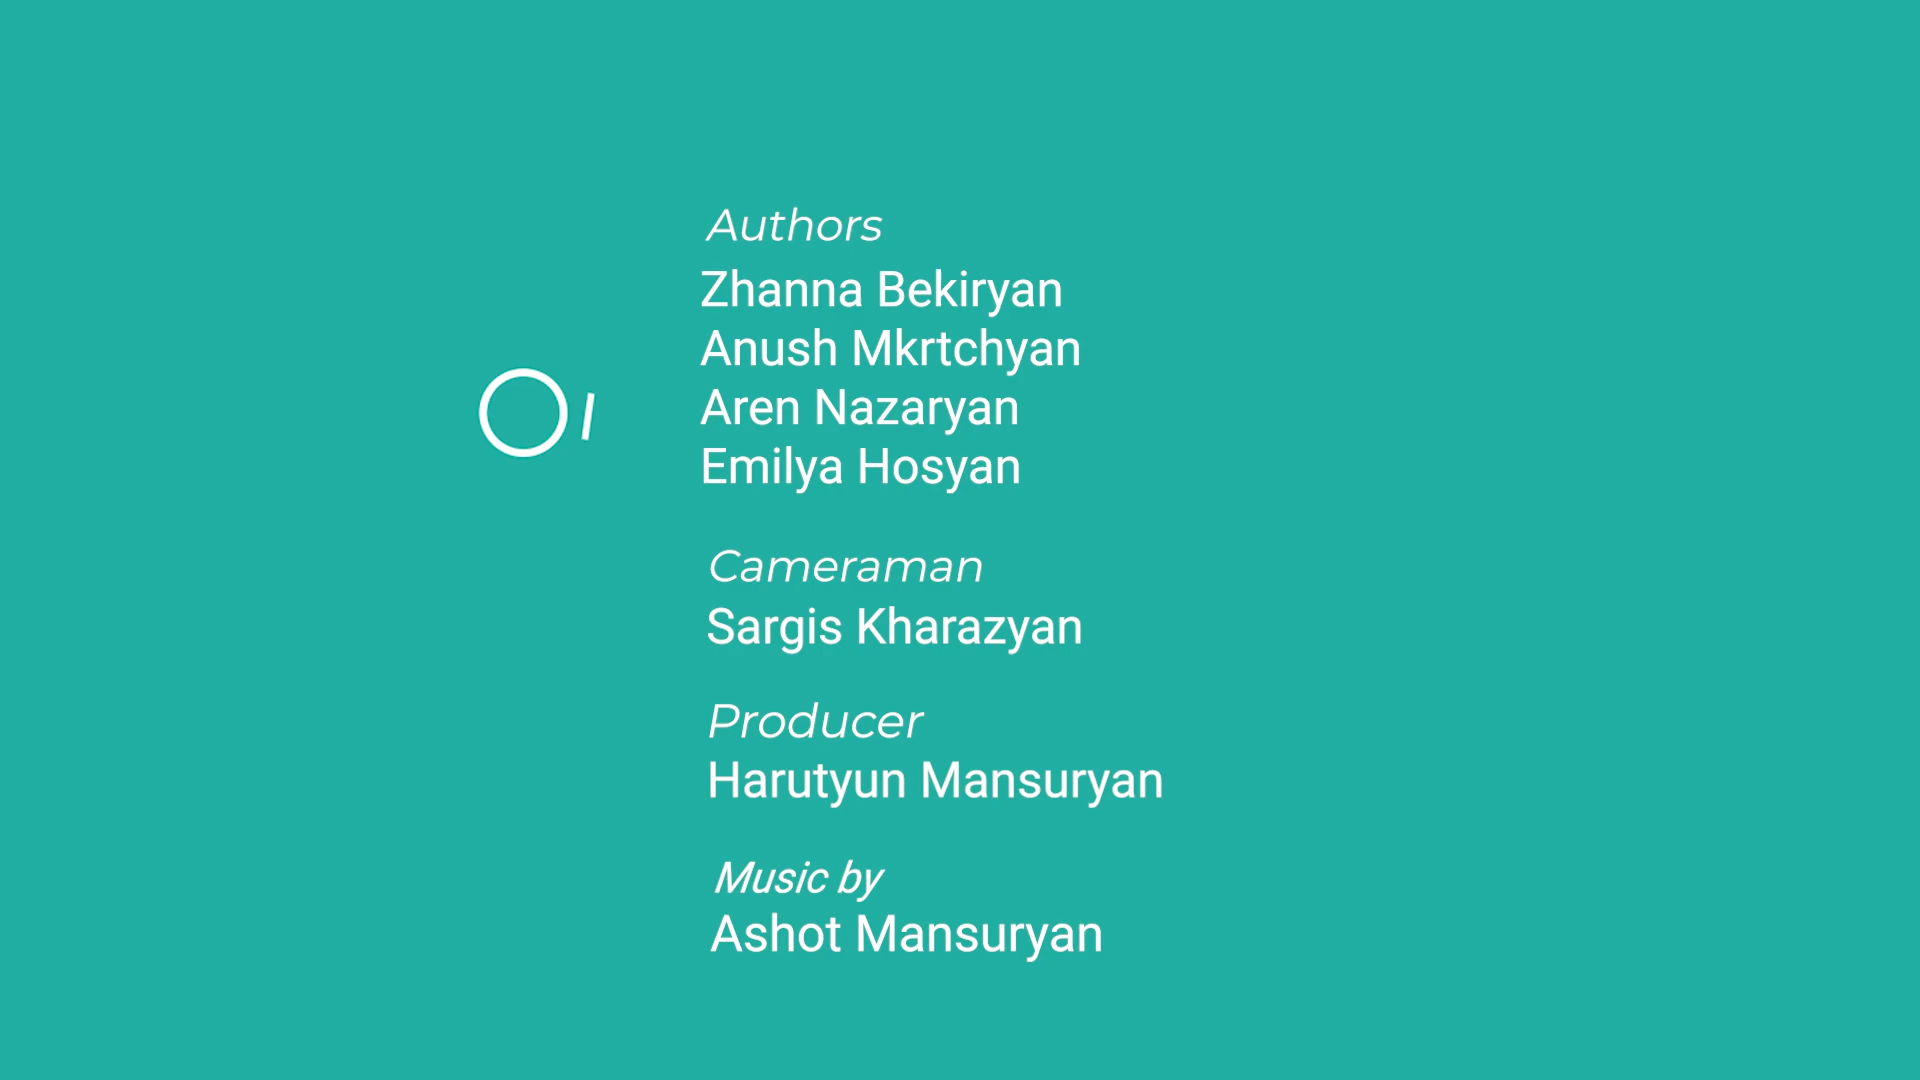 Authors
Zhanna Bekiryan
Anush Mkrtchyan
Aren Nazaryan
Emilya Hosyan
Cameraman
Sargis Kharazyan
Producer
Harutyun Mansuryan
Music by
Ashot Mansuryan